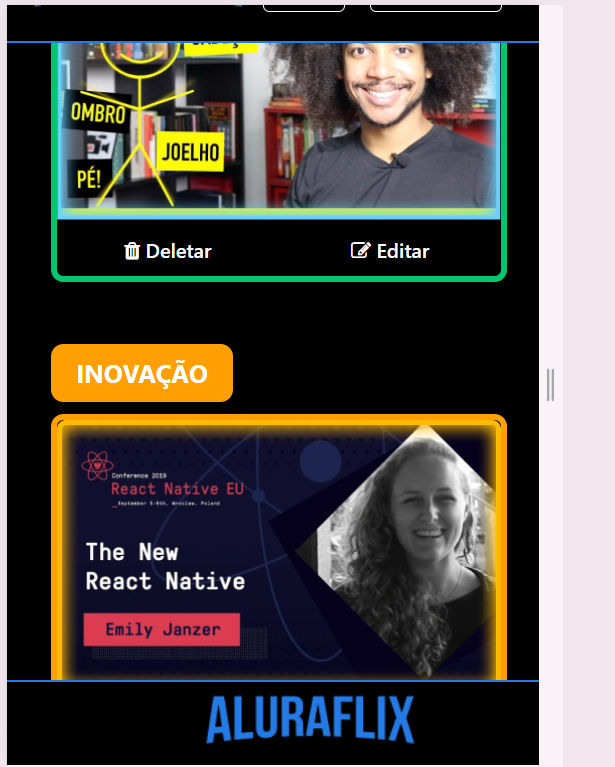 OMBRO
JOELHO
PÉ!
Deletar
Editar
INOVAÇÃO
Conference 2019
React Native EU
September 5-6th, Wrocław, Poland
The New
React Native
Emily Janzer
ALURAFLIX